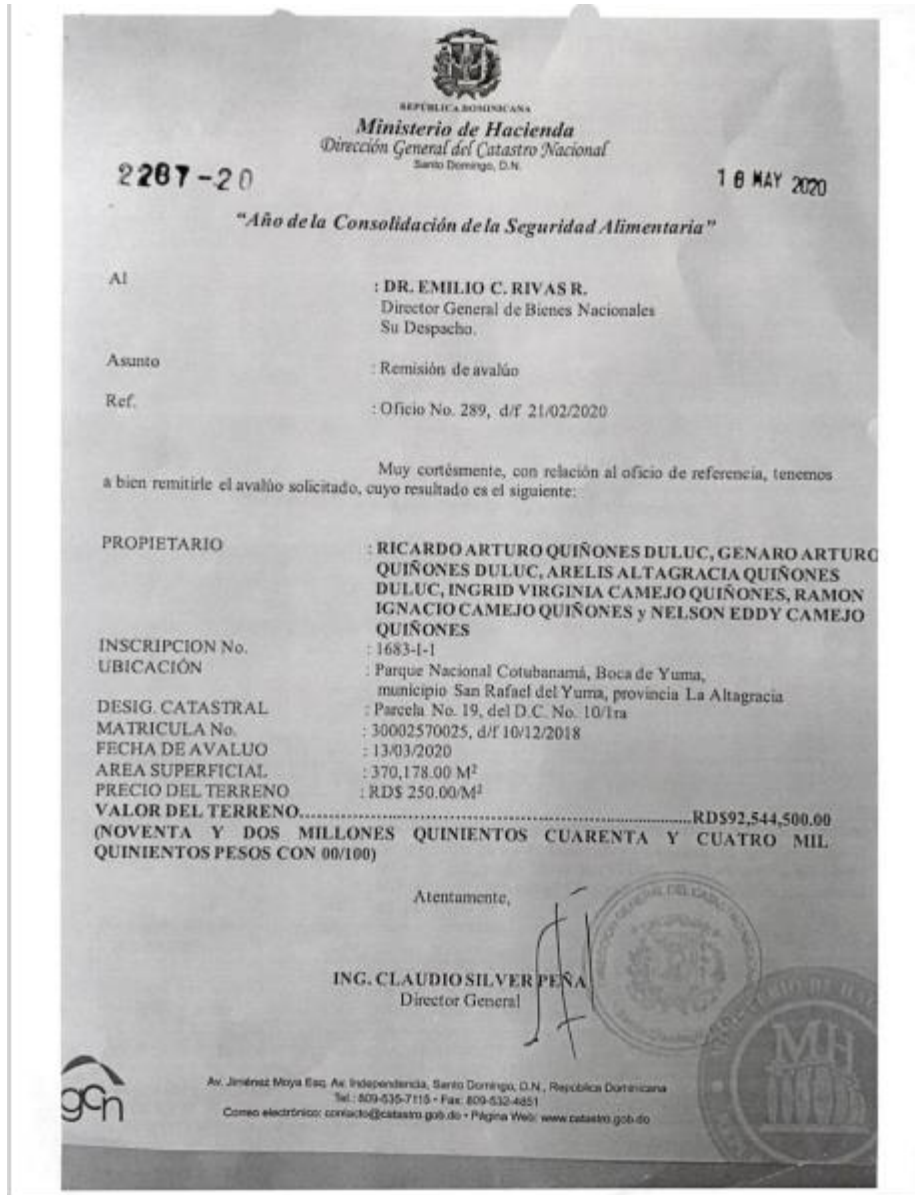 REPÚBLICA DOMINICANA
Ministerio de Hacienda
Dirección General del Catastro Nacional
Santo Domingo, D.N.
2287-20
18 MAY 2020
"Año de la Consolidación de la Seguridad Alimentaria"
Al : DR. EMILIO C. RIVAS R.
Director General de Bienes Nacionales
Su Despacho.
Asunto : Remisión de avalúo
Ref. : Oficio No. 289, d/f 21/02/2020
Muy cortésmente, con relación al oficio de referencia, tenemos
a bien remitirle el avalúo solicitado, cuyo resultado es el siguiente:
PROPIETARIO : RICARDO ARTURO QUIÑONES DULUC, GENARO ARTURO
QUIÑONES DULUC, ARELIS ALTAGRACIA QUIÑONES
DULUC, INGRID VIRGINIA CAMEJO QUIÑONES, RAMON
IGNACIO CAMEJO QUIÑONES y NELSON EDDY CAMEJO
QUIÑONES
INSCRIPCION No. : 1683-I-1
UBICACIÓN : Parque Nacional Cotubanamá, Boca de Yuma,
municipio San Rafael del Yuma, provincia La Altagracia
DESIG. CATASTRAL : Parcela No. 19, del D.C. No. 10/1ra
MATRICULA No. : 30002570025, d/f 10/12/2018
FECHA DE AVALUO : 13/03/2020
AREA SUPERFICIAL : 370,178.00 M²
PRECIO DEL TERRENO : RD$ 250.00/M²
VALOR DEL TERRENO..........RD$92,544,500.00
(NOVENTA Y DOS MILLONES QUINIENTOS CUARENTA Y CUATRO MIL
QUINIENTOS PESOS CON 00/100)
Atentamente,
ING. CLAUDIO SILVER PEÑA
Director General
MH
gcn
Av. Jiménez Moya Esq. Av. Independencia, Santo Domingo, D.N., República Dominicana
Tel.: 809-535-7115 • Fax: 809-532-4851
Correo electrónico: contacto@catastro.gob.do • Página Web: www.catastro.gob.do